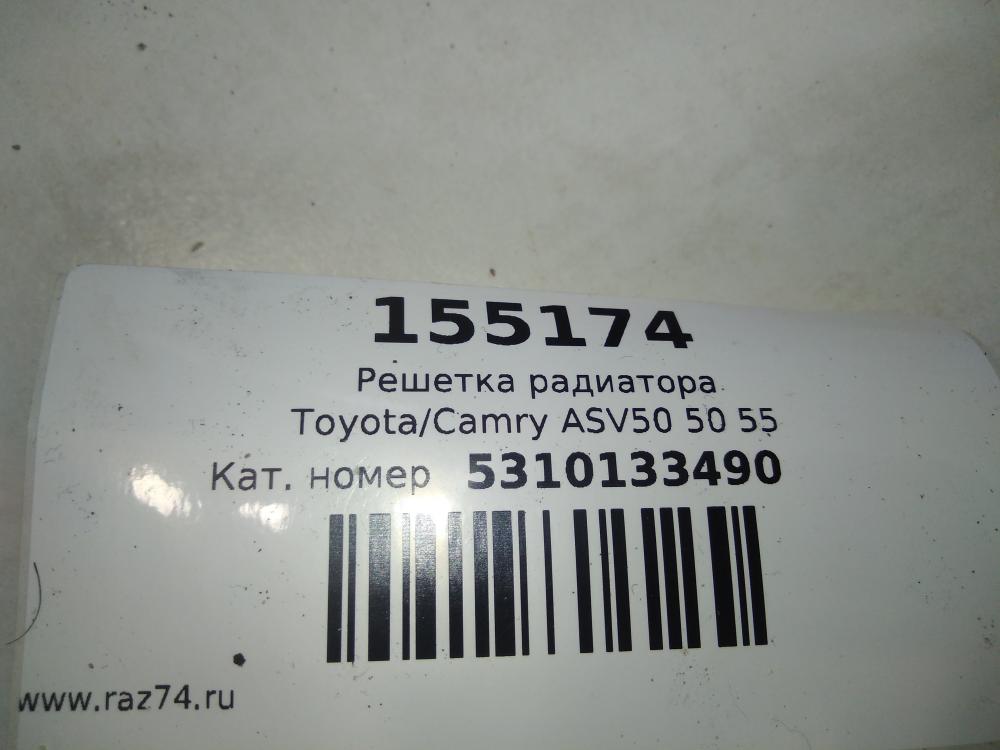 155174
Решетка радиатора
Toyota/Camry ASV50 50 55
Кат. номер 5310133490
www.raz74.ru